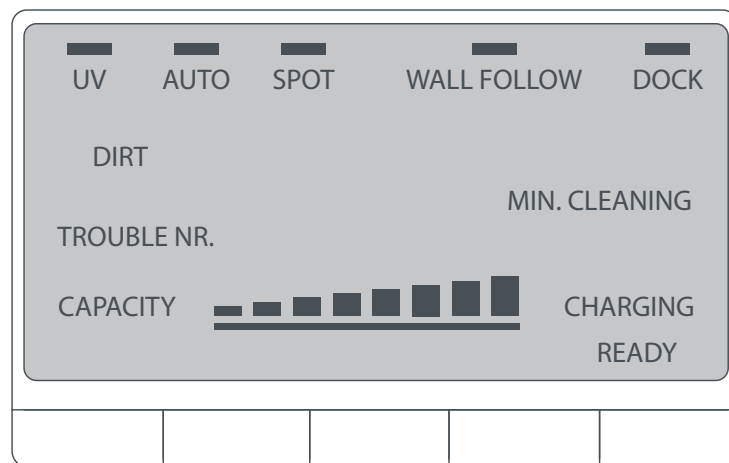 UV AUTO SPOT WALL FOLLOW DOCK
DIRT
MIN. CLEANING
TROUBLE NR.
CAPACITY CHARGING
READY